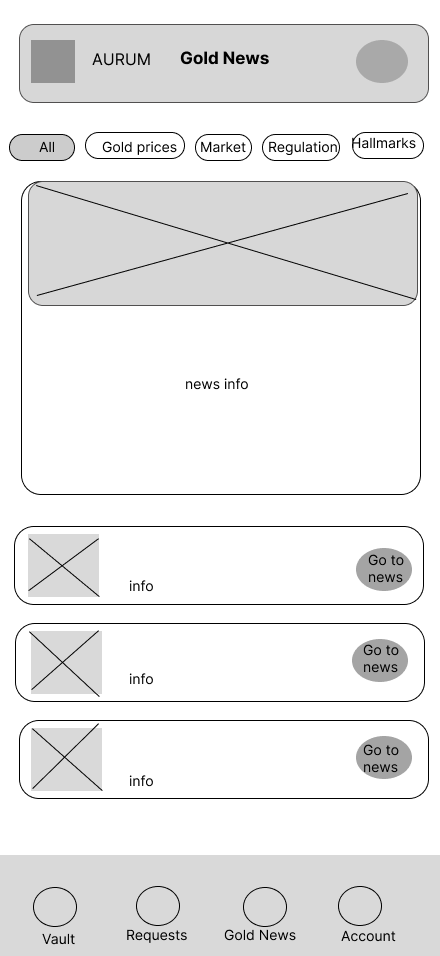 AURUM Gold News
All Gold prices Market Regulation Hallmarks
news info
Go to
news
info
Go to
news
info
Go to
news
info
Vault Requests Gold News Account